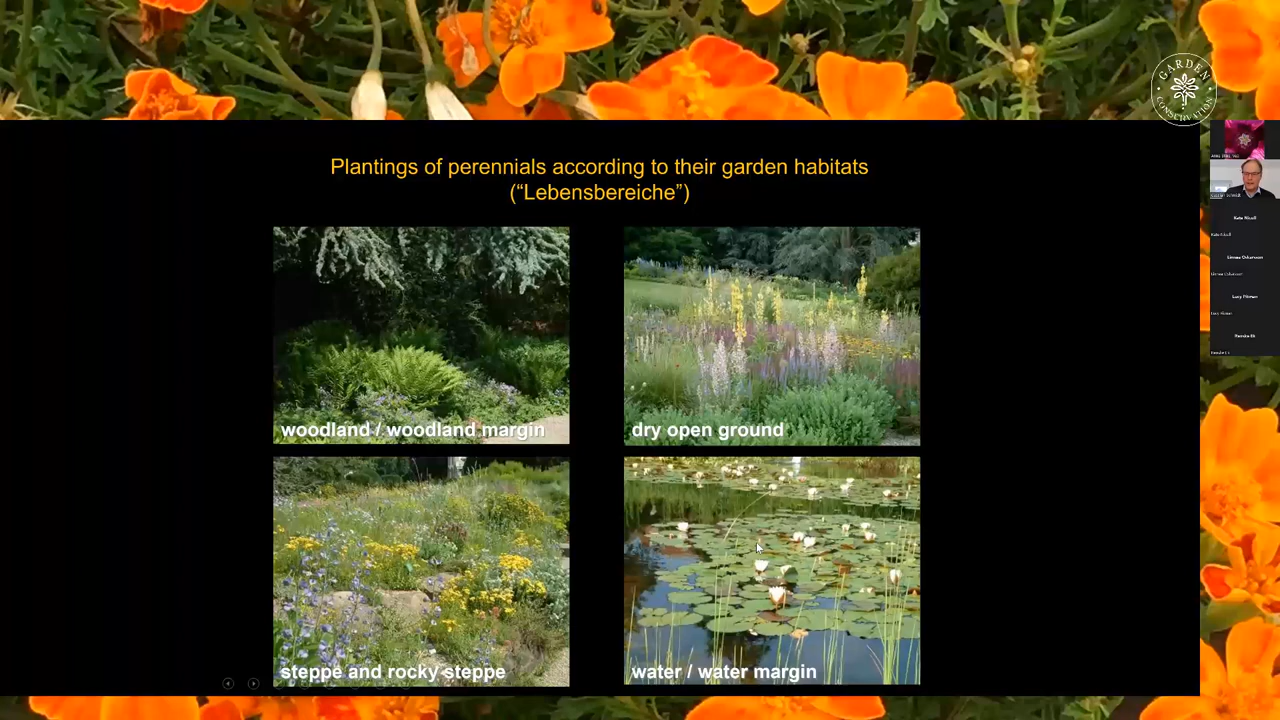 GARDEN
CONSERVATION
Plantings of perennials according to their garden habitats
(“Lebensbereiche”)
woodland / woodland margin
dry open ground
steppe and rocky steppe
water / water margin